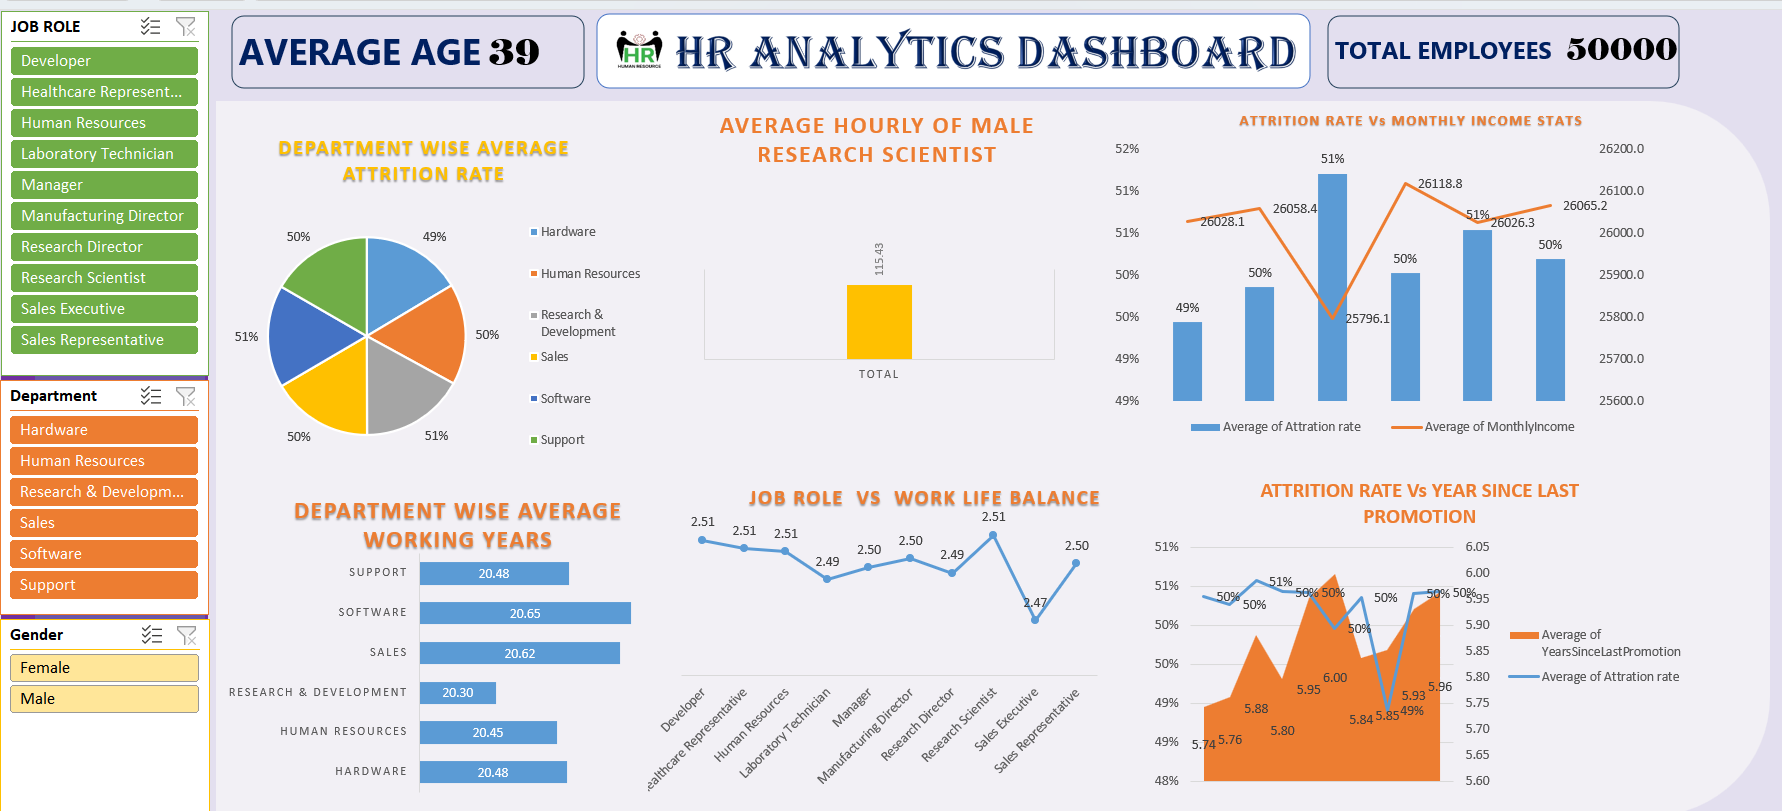 JOB ROLE
Developer
Healthcare Represent...
Human Resources
Laboratory Technician
Manager
Manufacturing Director
Research Director
Research Scientist
Sales Executive
Sales Representative
Department
Hardware
Human Resources
Research & Developm...
Sales
Software
Support
Gender
Female
Male
AVERAGE AGE 39
HR
HUMAN RESOURCE
HR ANALYTICS DASHBOARD
TOTAL EMPLOYEES 50000
DEPARTMENT WISE AVERAGE
ATTRITION RATE
50%
49%
51%
50%
50%
51%
Hardware
Human Resources
Research &
Development
Sales
Software
Support
AVERAGE HOURLY OF MALE
RESEARCH SCIENTIST
115.43
TOTAL
ATTRITION RATE Vs MONTHLY INCOME STATS
52%
51%
51%
50%
50%
49%
49%
49%
50%
51%
50%
51%
50%
26028.1
26058.4
25796.1
26118.8
26026.3
26065.2
26200.0
26100.0
26000.0
25900.0
25800.0
25700.0
25600.0
Average of Attration rate
Average of MonthlyIncome
DEPARTMENT WISE AVERAGE
WORKING YEARS
SUPPORT 20.48
SOFTWARE 20.65
SALES 20.62
RESEARCH & DEVELOPMENT 20.30
HUMAN RESOURCES 20.45
HARDWARE 20.48
JOB ROLE VS WORK LIFE BALANCE
2.51
2.51
2.51
2.49
2.50
2.50
2.49
2.51
2.47
2.50
Developer
ealthcare Representative
Human Resources
Laboratory Technician
Manager
Manufacturing Director
Research Director
Research Scientist
Sales Executive
Sales Representative
ATTRITION RATE Vs YEAR SINCE LAST
PROMOTION
51%
51%
50%
50%
49%
49%
48%
50%
50%
51%
50%
50%
50%
50%
49%
50%
50%
5.74
5.76
5.88
5.80
5.95
6.00
5.84
5.85
5.93
5.96
6.05
6.00
5.95
5.90
5.85
5.80
5.75
5.70
5.65
5.60
Average of
YearsSinceLastPromotion
Average of Attration rate